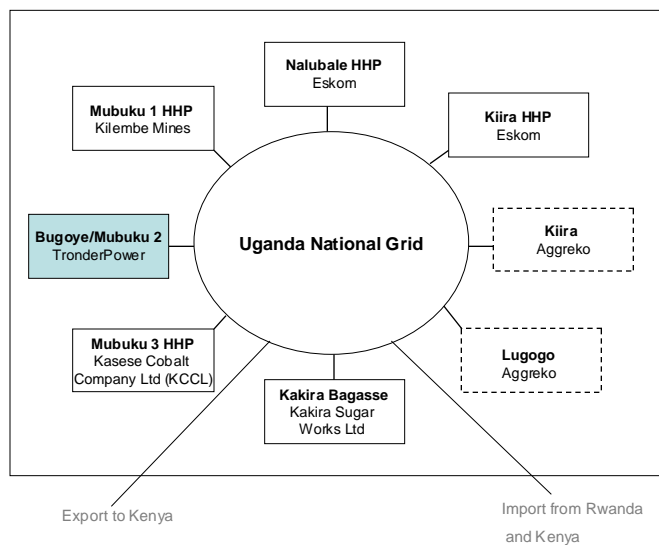 Nalubale HHP
Eskom
Mubuku 1 HHP
Kilembe Mines
Kiira HHP
Eskom
Bugoye/Mubuku 2
TronderPower
Uganda National Grid
Kiira
Aggreko
Mubuku 3 HHP
Kasese Cobalt
Company Ltd (KCCL)
Lugogo
Aggreko
Kakira Bagasse
Kakira Sugar
Works Ltd
Export to Kenya
Import from Rwanda
and Kenya